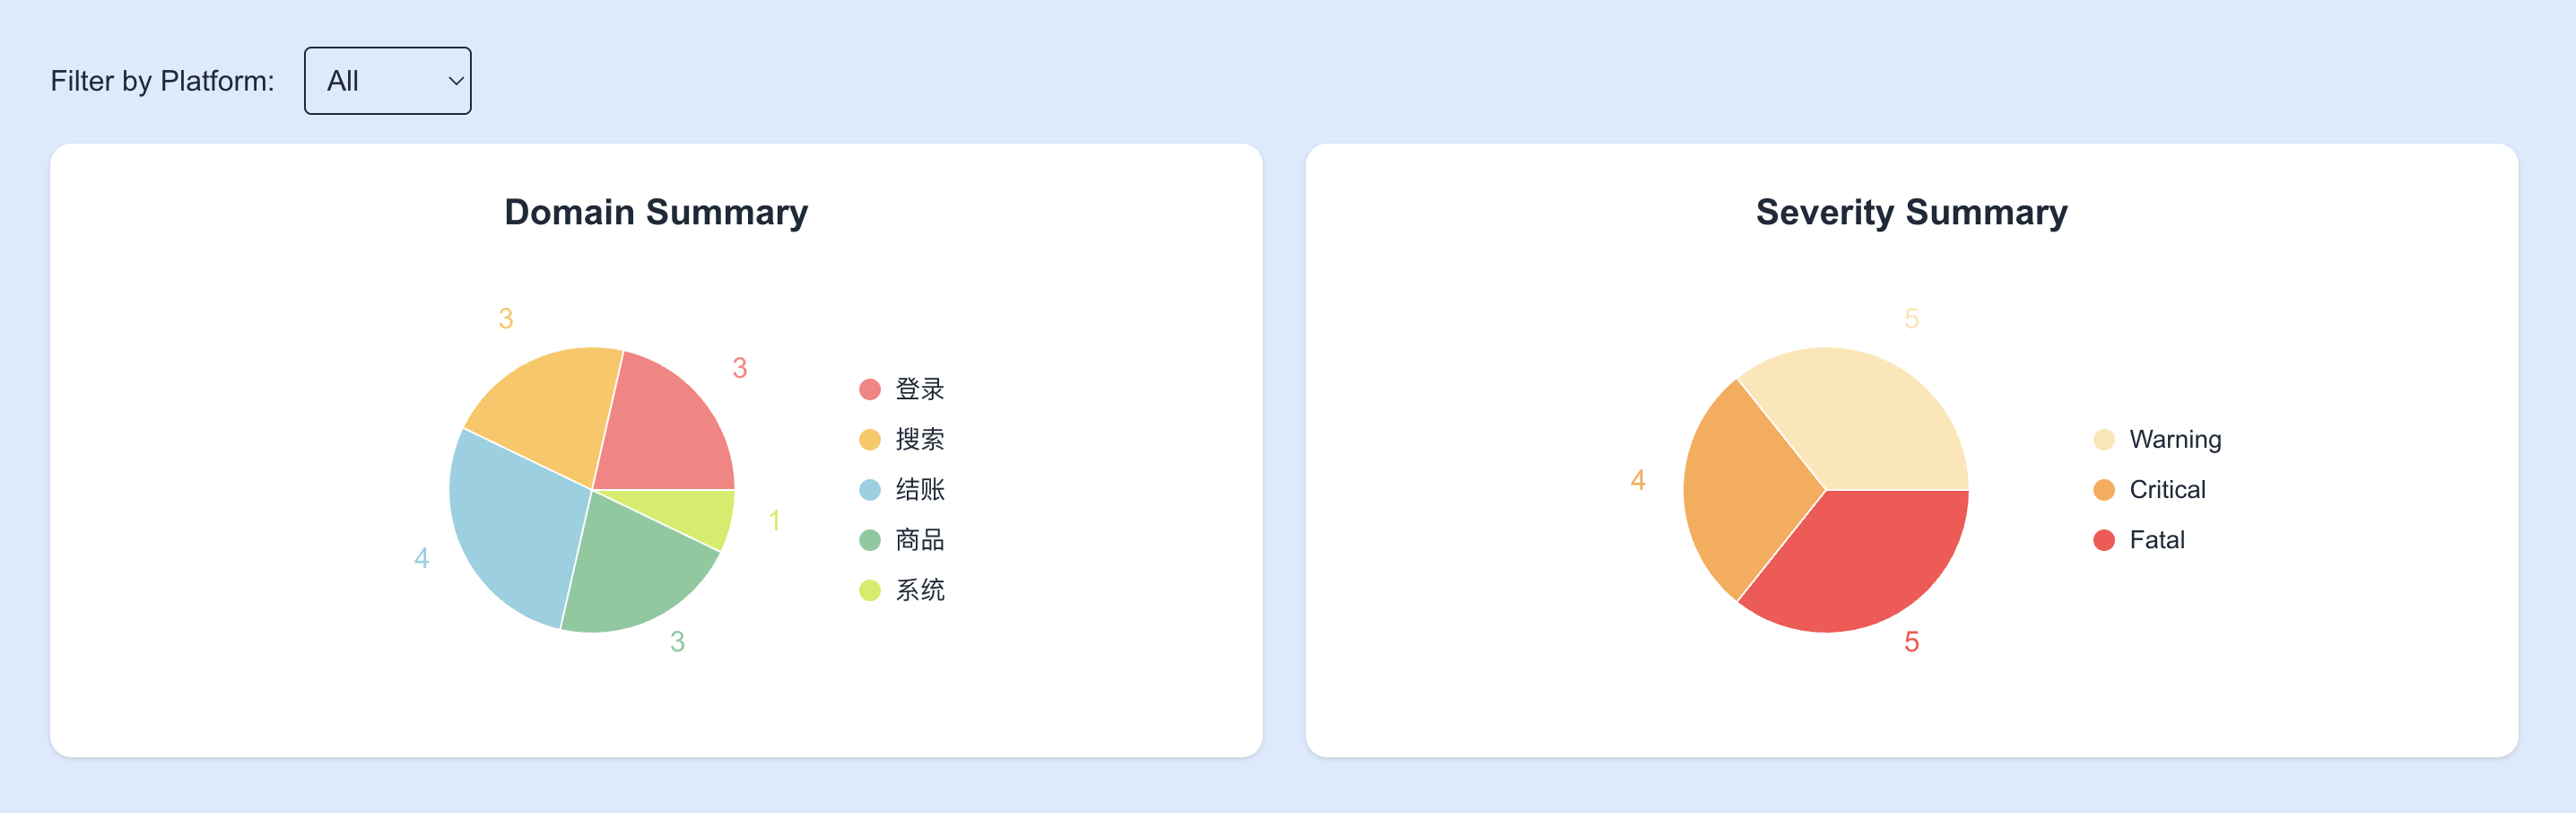 Filter by Platform: All
Domain Summary
3
3
4
3
1
登录
搜索
结账
商品
系统
Severity Summary
5
4
5
Warning
Critical
Fatal